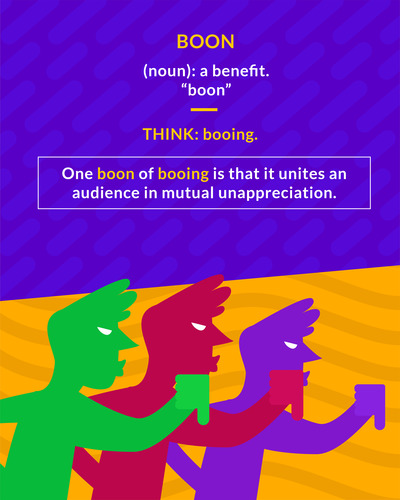 BOON
(noun): a benefit.
“boon”
THINK: booing.
One boon of booing is that it unites an
audience in mutual unappreciation.